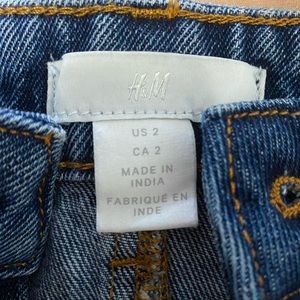 H&M
US 2
CA 2
MADE IN
INDIA
FABRIQUÉ EN
INDE